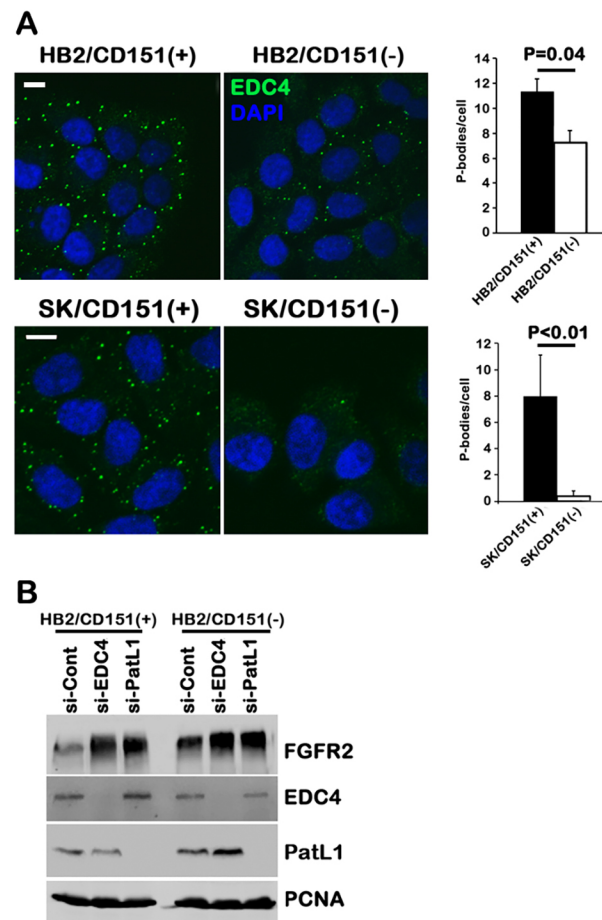 A
HB2/CD151(+) HB2/CD151(-)
EDC4
DAPI
P=0.04
P-bodies/cell
14
12
10
8
6
4
2
0
HB2/CD151(+)
HB2/CD151(-)
SK/CD151(+) SK/CD151(-)
P<0.01
P-bodies/cell
12
10
8
6
4
2
0
SK/CD151(+)
SK/CD151(-)
B
HB2/CD151(+) HB2/CD151(-)
si-Cont
si-EDC4
si-PatL1
si-Cont
si-EDC4
si-PatL1
FGFR2
EDC4
PatL1
PCNA